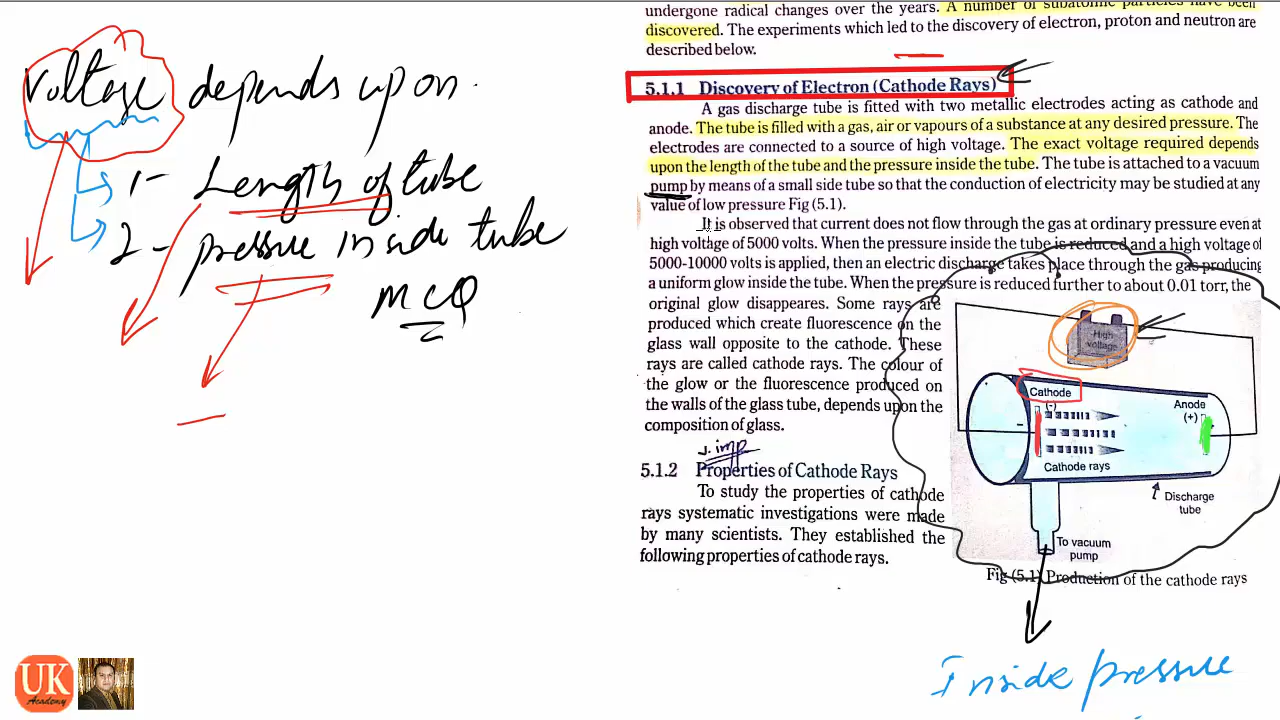 voltage depends upon.
1- Length of tube
2- pressure inside tube
MCQ
UK
Academy
undergone radical changes over the years. A number of subatomic particles have been
discovered. The experiments which led to the discovery of electron, proton and neutron are
described below.
5.1.1 Discovery of Electron (Cathode Rays)
A gas discharge tube is fitted with two metallic electrodes acting as cathode and
anode. The tube is filled with a gas, air or vapours of a substance at any desired pressure. The
electrodes are connected to a source of high voltage. The exact voltage required depends
upon the length of the tube and the pressure inside the tube. The tube is attached to a vacuum
pump by means of a small side tube so that the conduction of electricity may be studied at any
value of low pressure Fig (5.1).
It is observed that current does not flow through the gas at ordinary pressure even at
high voltage of 5000 volts. When the pressure inside the tube is reduced and a high voltage of
5000-10000 volts is applied, then an electric discharge takes place through the gas producing
a uniform glow inside the tube. When the pressure is reduced further to about 0.01 torr, the
original glow disappears. Some rays are
produced which create fluorescence on the
glass wall opposite to the cathode. These
rays are called cathode rays. The colour of
the glow or the fluorescence produced on
the walls of the glass tube, depends upon the
composition of glass.
imp
5.1.2 Properties of Cathode Rays
To study the properties of cathode
rays systematic investigations were made
by many scientists. They established the
following properties of cathode rays.
High
voltage
Cathode
(-)
Anode
(+)
Cathode rays
Discharge
tube
To vacuum
pump
Fig (5.1) Production of the cathode rays
Inside pressure